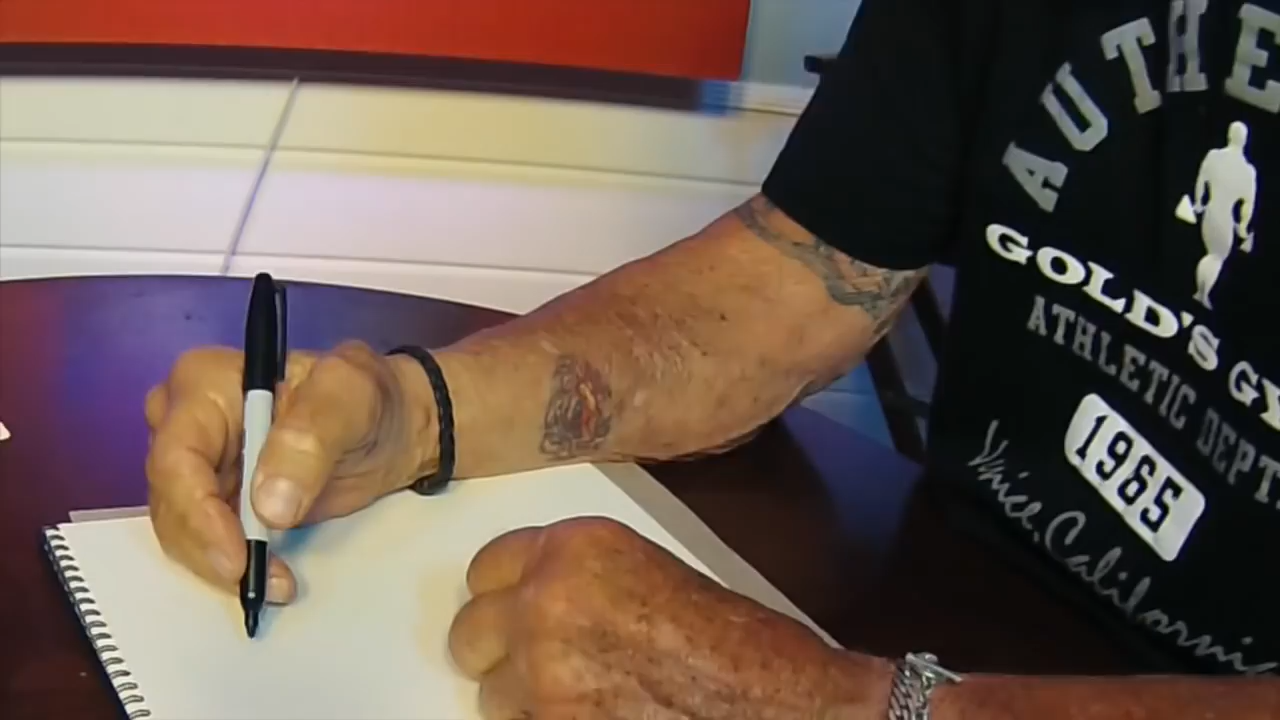 AUTHE
GOLD'S GY
ATHLETIC DEPT.
1965
Venice, Californi